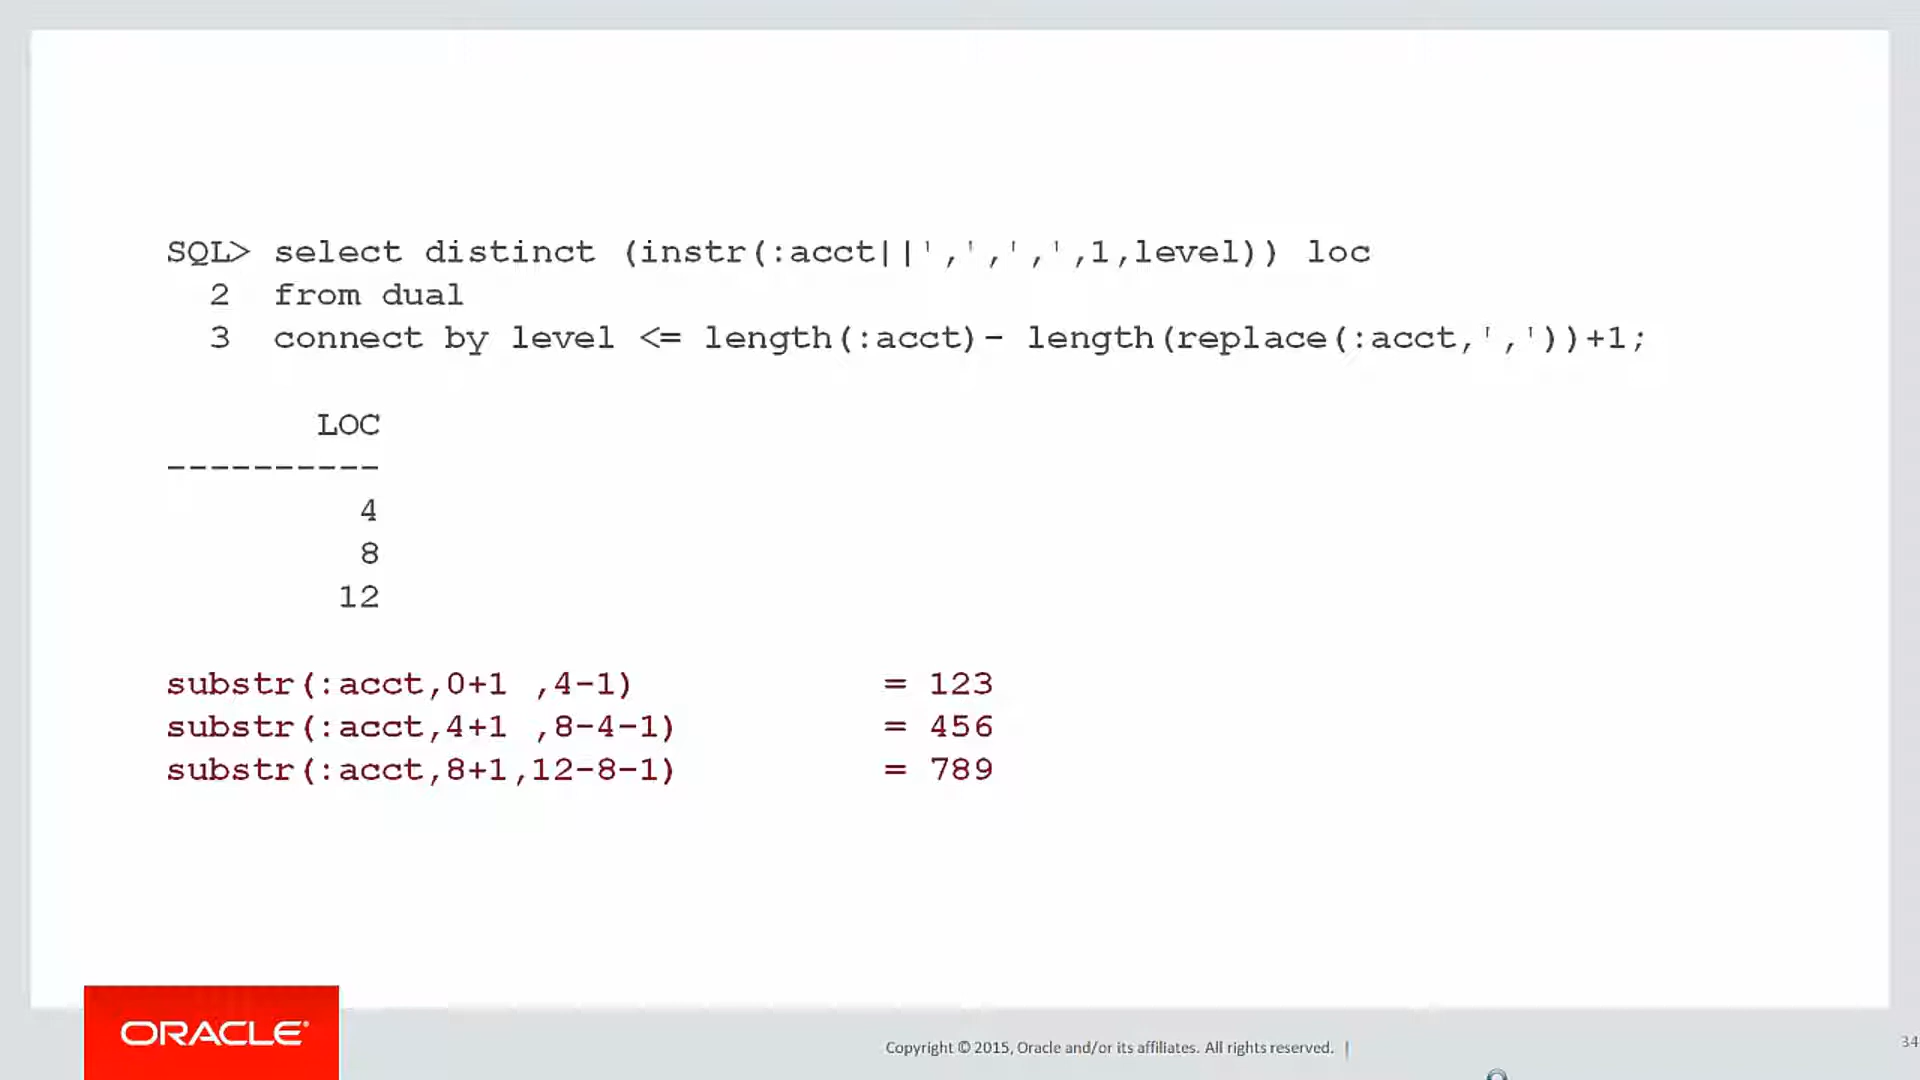 SQL> select distinct (instr(:acct||',',',',1,level)) loc
2 from dual
3 connect by level <= length(:acct)- length(replace(:acct,','))+1;
LOC
----------
4
8
12
substr(:acct,0+1 ,4-1) = 123
substr(:acct,4+1 ,8-4-1) = 456
substr(:acct,8+1,12-8-1) = 789
ORACLE®
Copyright © 2015, Oracle and/or its affiliates. All rights reserved. |
34